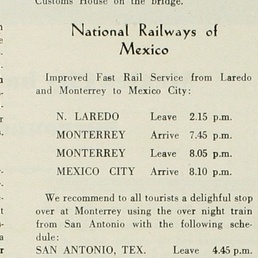 Customs House on the bridge.
National Railways of
Mexico
Improved Fast Rail Service from Laredo
and Monterrey to Mexico City:
N. LAREDO Leave 2.15 p.m.
MONTERREY Arrive 7.45 p.m.
MONTERREY Leave 8.05 p.m.
MEXICO CITY Arrive 8.10 p.m.
We recommend to all tourists a delighful stop
over at Monterrey using the over night train
from San Antonio with the following sche-
dule:
SAN ANTONIO, TEX. Leave 4.45 p.m.